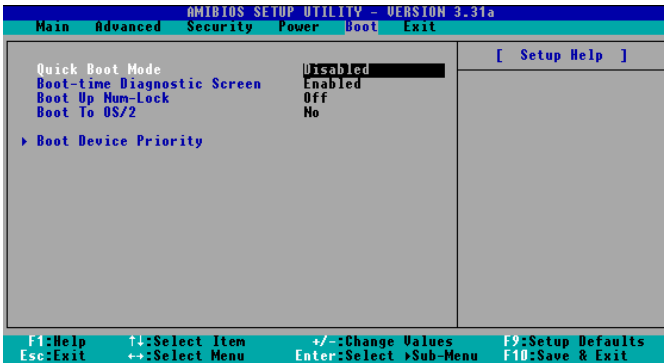 AMIBIOS SETUP UTILITY - VERSION 3.31a
Main Advanced Security Power Boot Exit
[ Setup Help ]
Quick Boot Mode Disabled
Boot-time Diagnostic Screen Enabled
Boot Up Num-Lock Off
Boot To OS/2 No
▸ Boot Device Priority
F1:Help ↑↓:Select Item +/-:Change Values F9:Setup Defaults
Esc:Exit ↔:Select Menu Enter:Select ▸Sub-Menu F10:Save & Exit